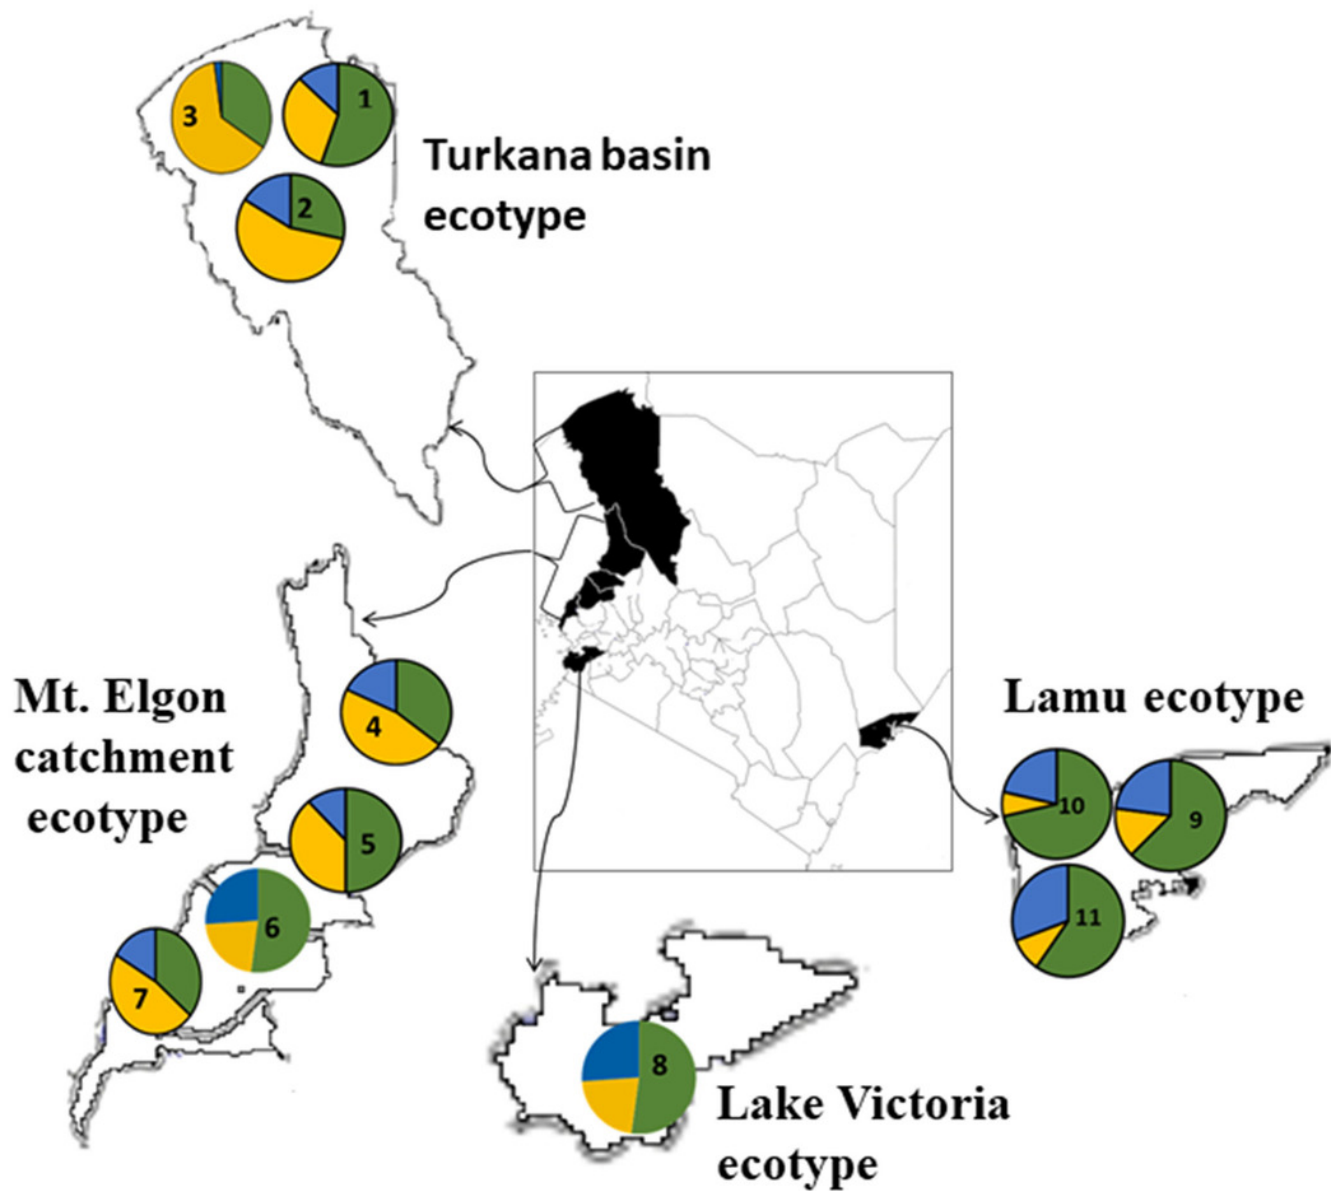 3
1
Turkana basin
ecotype
2
Mt. Elgon
catchment
ecotype
4
5
6
7
Lamu ecotype
10
9
11
8
Lake Victoria
ecotype